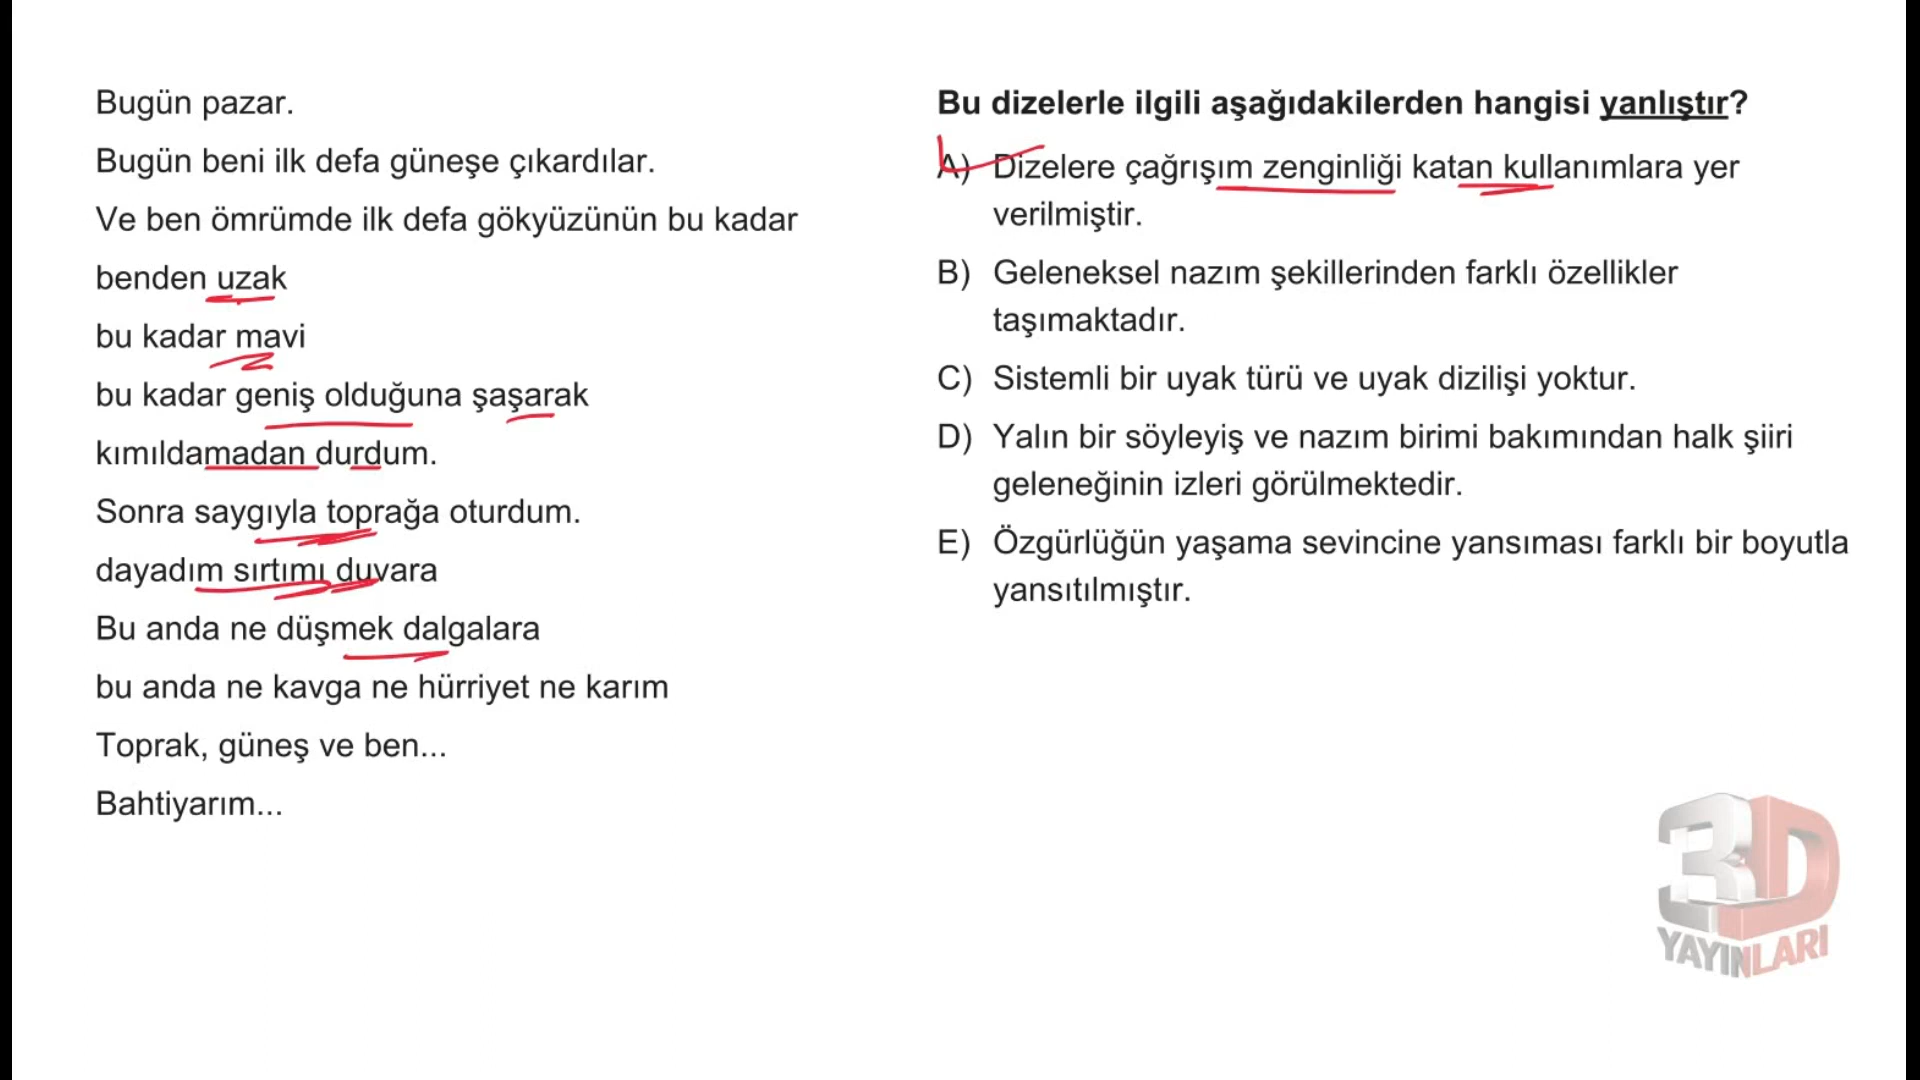 Bugün pazar.
Bugün beni ilk defa güneşe çıkardılar.
Ve ben ömrümde ilk defa gökyüzünün bu kadar
benden uzak
bu kadar mavi
bu kadar geniş olduğuna şaşarak
kımıldamadan durdum.
Sonra saygıyla toprağa oturdum.
dayadım sırtımı duvara
Bu anda ne düşmek dalgalara
bu anda ne kavga ne hürriyet ne karım
Toprak, güneş ve ben...
Bahtiyarım...
Bu dizelerle ilgili aşağıdakilerden hangisi yanlıştır?
A) Dizelere çağrışım zenginliği katan kullanımlara yer
verilmiştir.
B) Geleneksel nazım şekillerinden farklı özellikler
taşımaktadır.
C) Sistemli bir uyak türü ve uyak dizilişi yoktur.
D) Yalın bir söyleyiş ve nazım birimi bakımından halk şiiri
geleneğinin izleri görülmektedir.
E) Özgürlüğün yaşama sevincine yansıması farklı bir boyutla
yansıtılmıştır.
3D
YAYINLARI